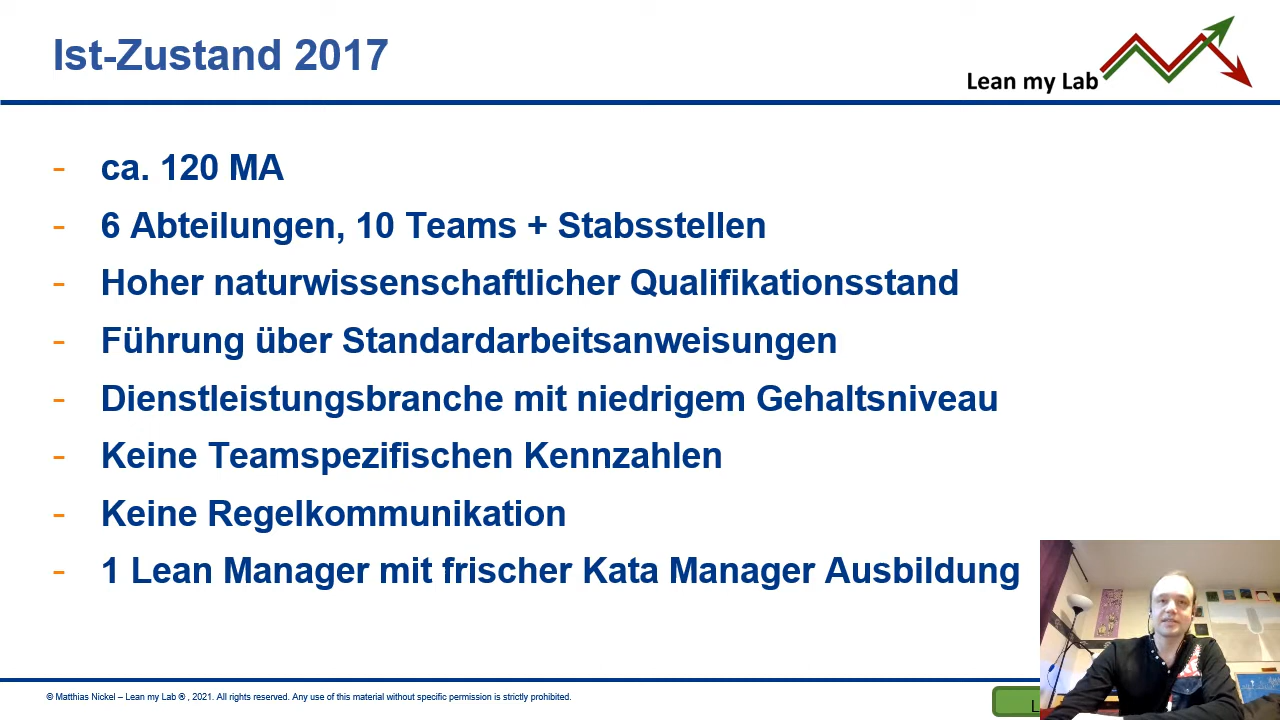 Ist-Zustand 2017
Lean my Lab
- ca. 120 MA
- 6 Abteilungen, 10 Teams + Stabsstellen
- Hoher naturwissenschaftlicher Qualifikationsstand
- Führung über Standardarbeitsanweisungen
- Dienstleistungsbranche mit niedrigem Gehaltsniveau
- Keine Teamspezifischen Kennzahlen
- Keine Regelkommunikation
- 1 Lean Manager mit frischer Kata Manager Ausbildung
© Matthias Nickel – Lean my Lab ® , 2021. All rights reserved. Any use of this material without specific permission is strictly prohibited.